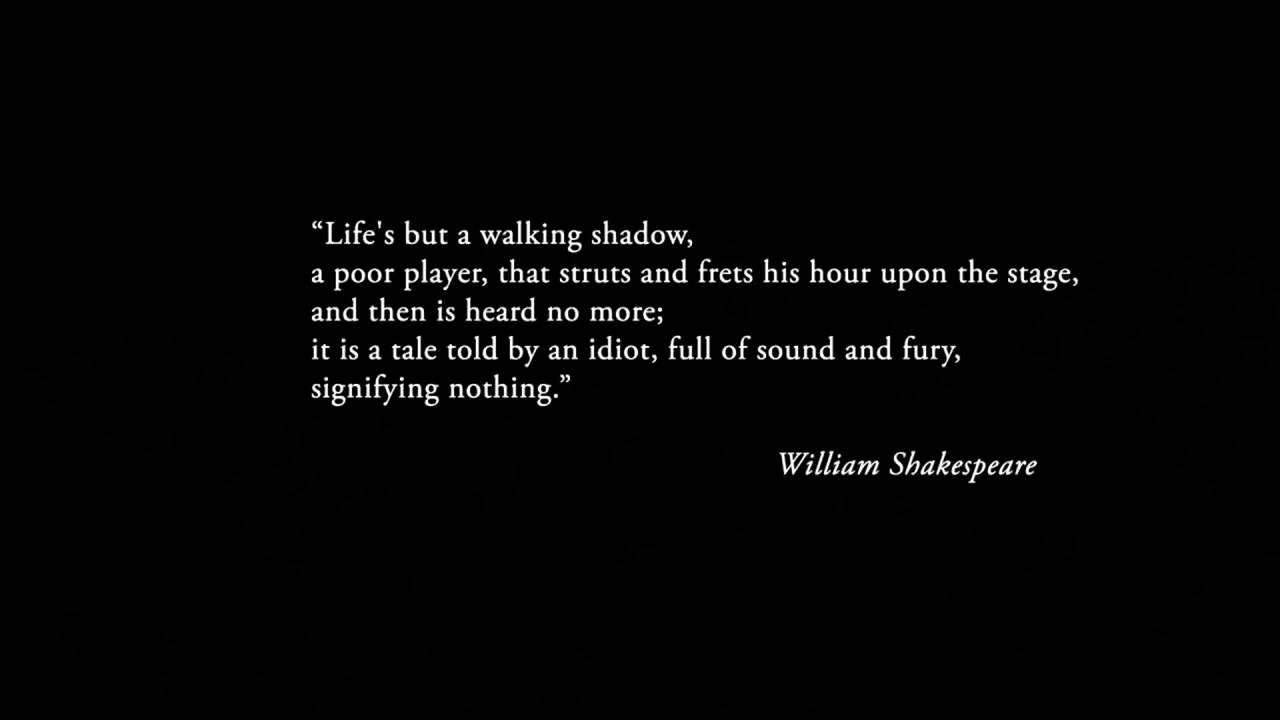 “Life's but a walking shadow,
a poor player, that struts and frets his hour upon the stage,
and then is heard no more;
it is a tale told by an idiot, full of sound and fury,
signifying nothing.”
William Shakespeare